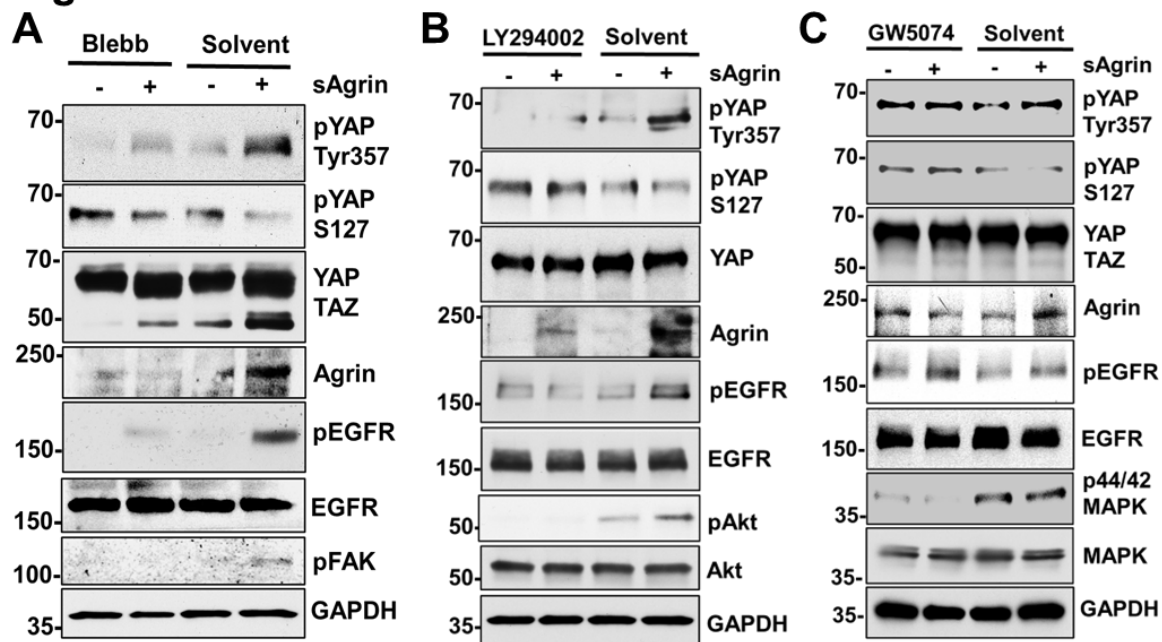 A
Blebb Solvent
- + - + sAgrin
70- pYAP
Tyr357
70- pYAP
S127
70- YAP
TAZ
50-
250- Agrin
pEGFR
150-
EGFR
150-
pFAK
100-
GAPDH
35-
B
LY294002 Solvent
- + - + sAgrin
70- pYAP
Tyr357
70- pYAP
S127
70- YAP
250- Agrin
pEGFR
150-
EGFR
150-
pAkt
50-
Akt
50-
GAPDH
35-
C
GW5074 Solvent
- + - + sAgrin
70- pYAP
Tyr357
70- pYAP
S127
70- YAP
TAZ
50-
250- Agrin
pEGFR
150-
EGFR
150-
p44/42
MAPK
35-
MAPK
35-
GAPDH
35-